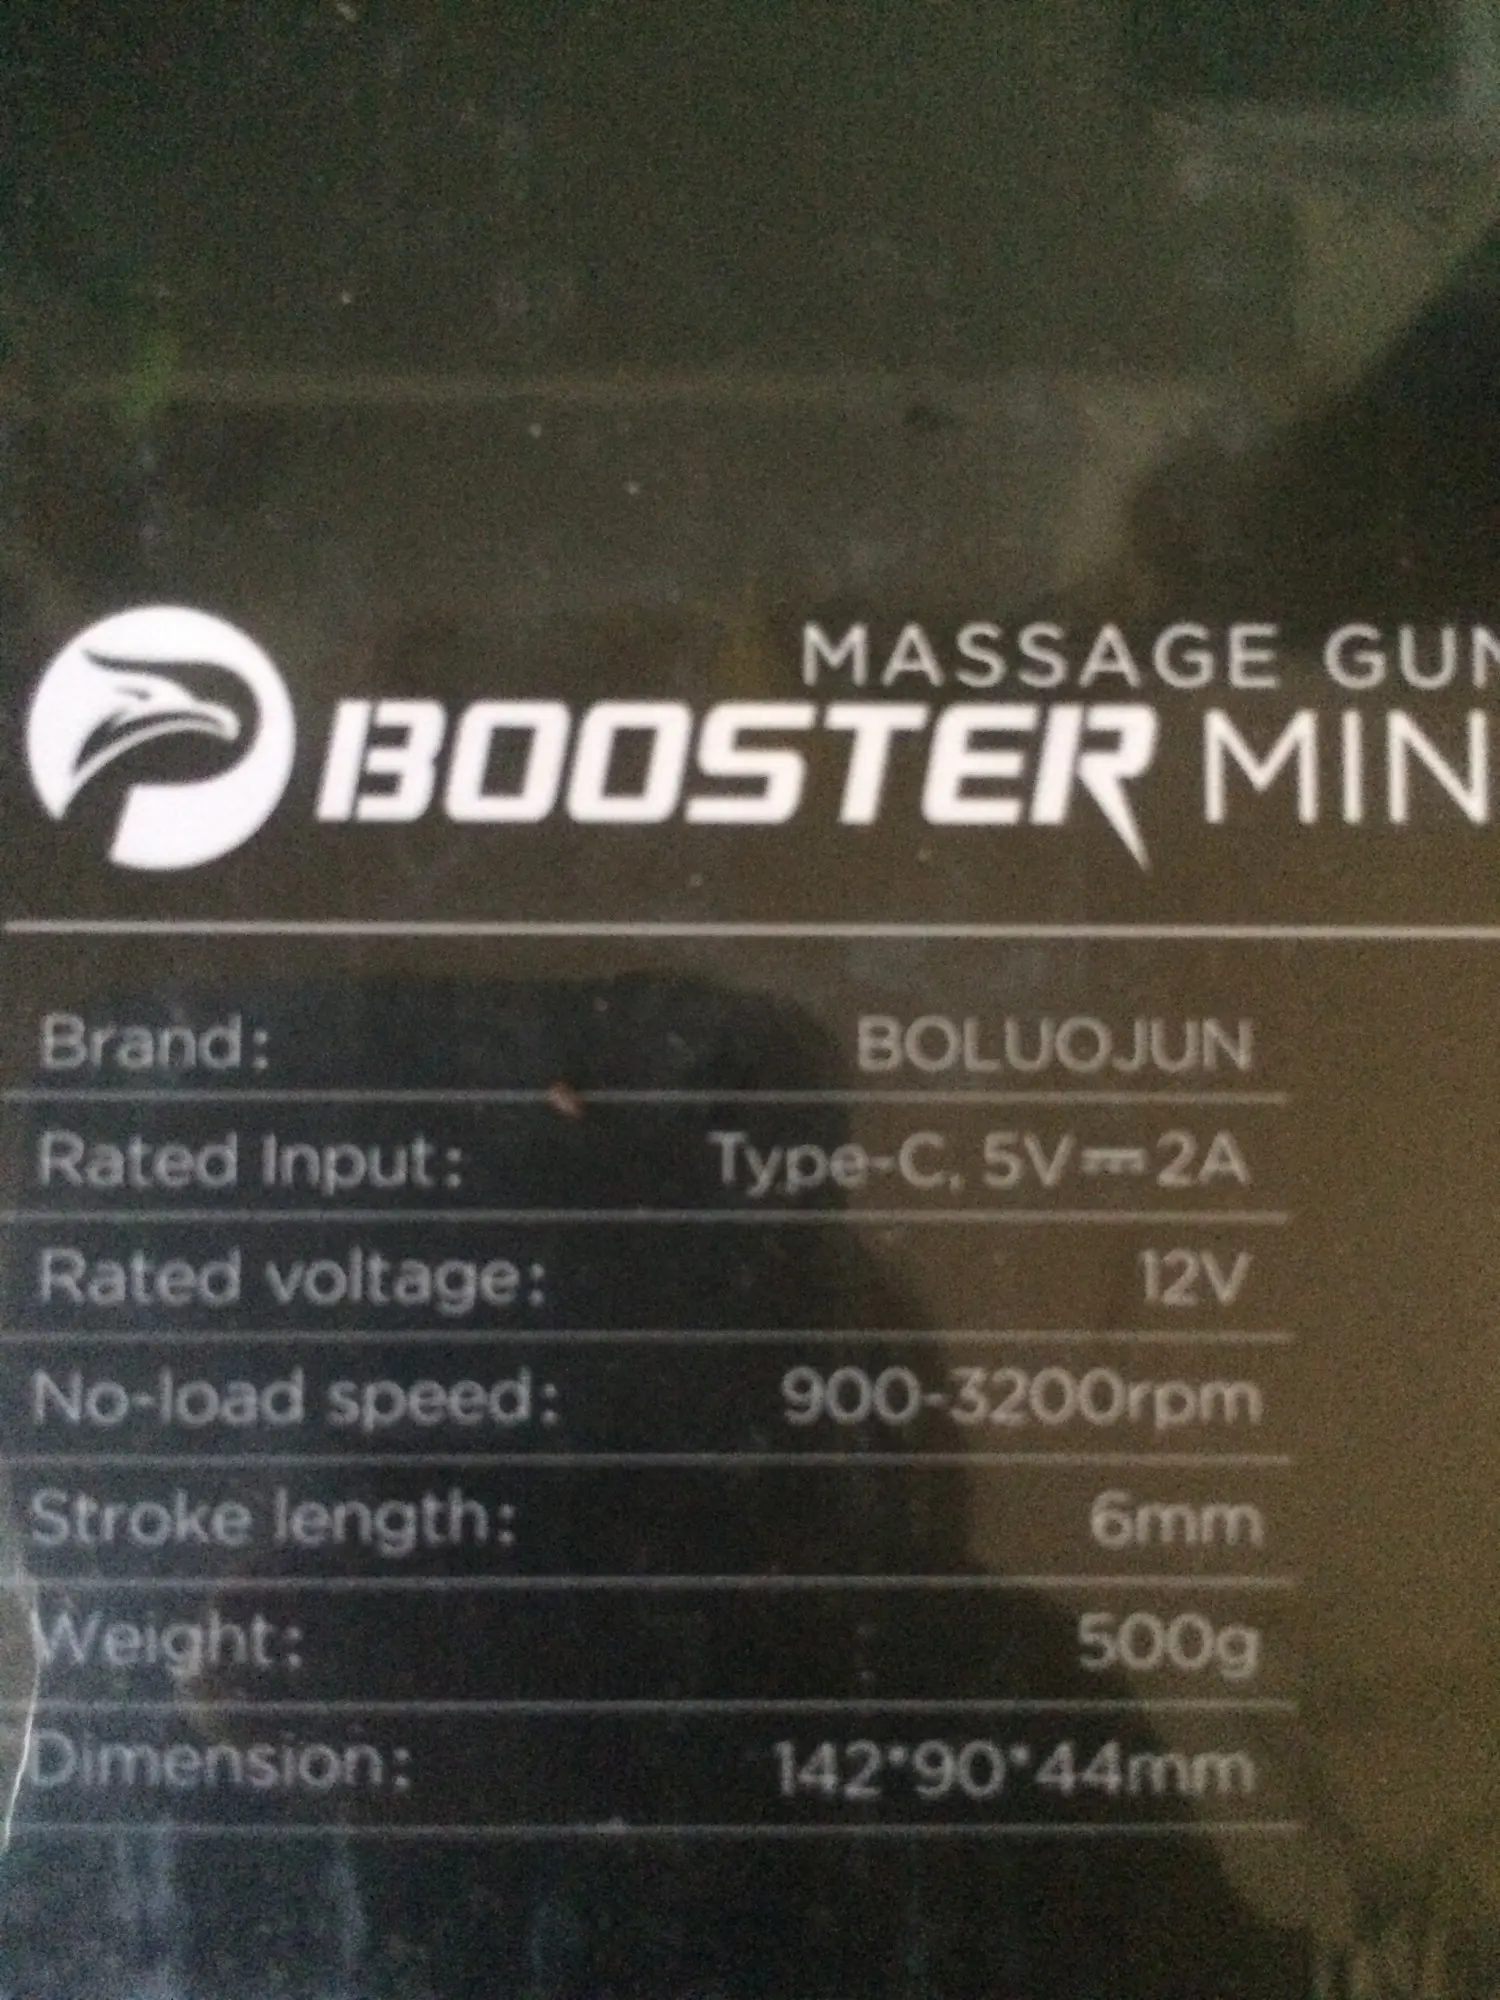 MASSAGE GUN
BOOSTER MIN
Brand: BOLUOJUN
Rated Input: Type-C, 5V⎓2A
Rated voltage: 12V
No-load speed: 900-3200rpm
Stroke length: 6mm
Weight: 500g
Dimension: 142*90*44mm